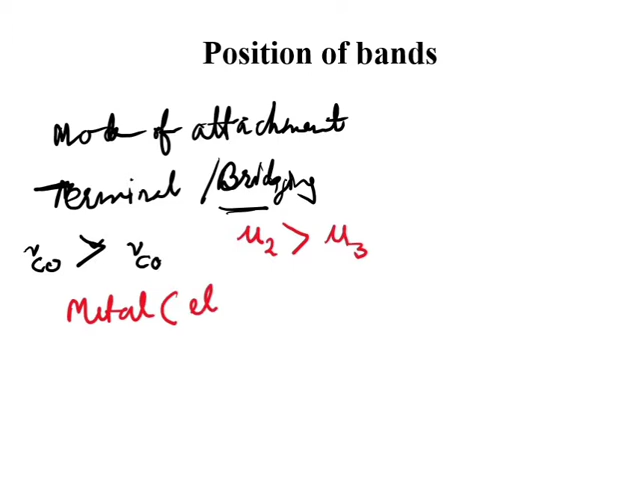 Position of bands
Mode of attachment
Terminal / Bridging
νco > νco μ2 > μ3
Metal ( el